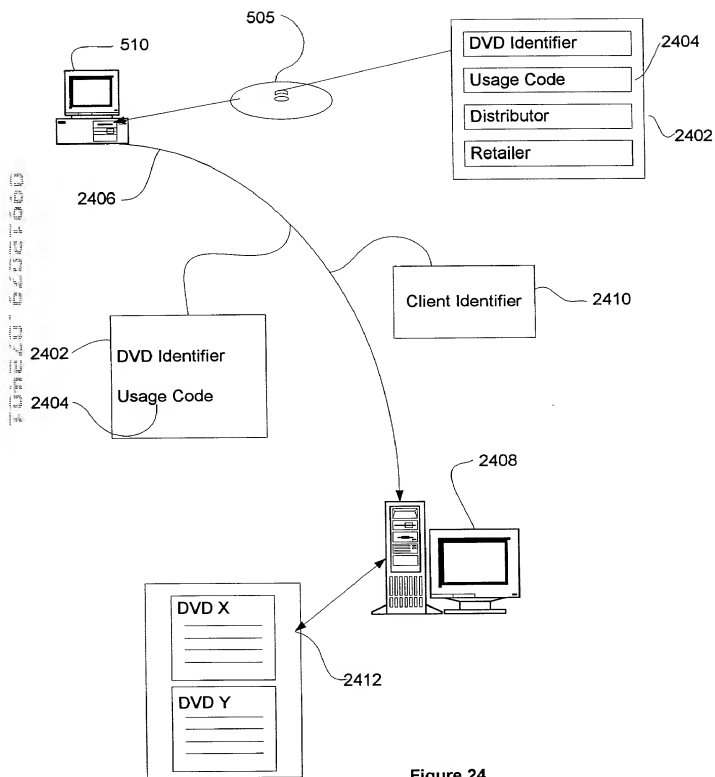 505
510
DVD Identifier
2404
Usage Code
Distributor
2402
Retailer
2406
Client Identifier
2410
2402
DVD Identifier
2404
Usage Code
2408
DVD X
2412
DVD Y
Figure 24